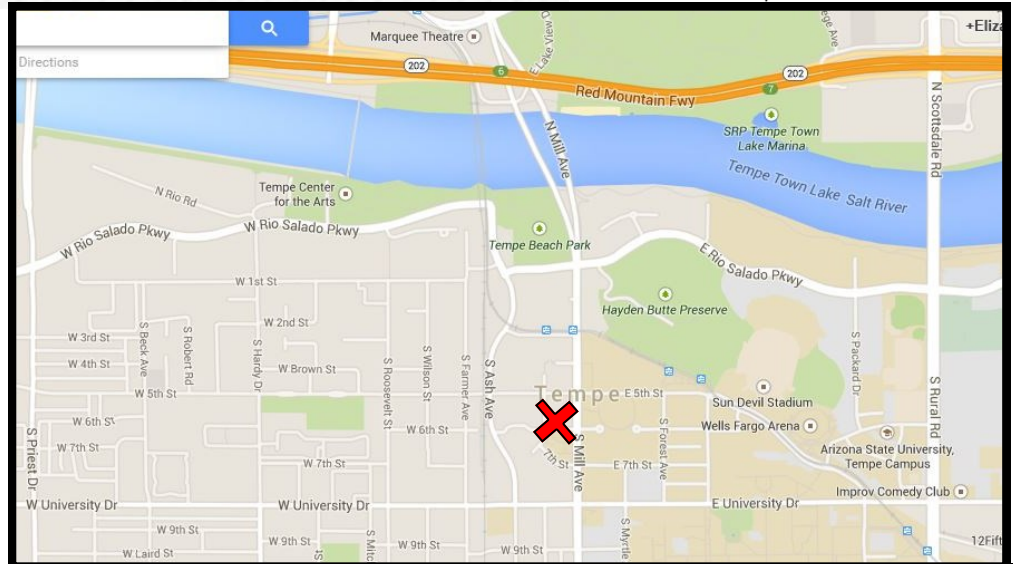 Directions
Marquee Theatre
E Lake View D
ege Ave
+Eliza
202
6
202
7
Red Mountain Fwy
N Scottsdale Rd
N Mill Ave
SRP Tempe Town
Lake Marina
Tempe Town Lake Salt River
N Rio Rd
Tempe Center
for the Arts
W Rio Salado Pkwy
W Rio Salado Pkwy
Tempe Beach Park
E Rio Salado Pkwy
W 1st St
Hayden Butte Preserve
W 2nd St
W 3rd St
S Beck Ave
S Robert Rd
S Hardy Dr
S Wilson St
S Farmer Ave
S Ash Ave
S Packard Dr
W 4th St
W Brown St
S Roosevelt St
S Rural Rd
W 5th St
Tempe
E 5th St
Sun Devil Stadium
W 6th St
W 6th St
Wells Fargo Arena
S Priest Dr
W 7th St
W 7th St
7th St
S Mill Ave
E 7th St
S Forest Ave
Arizona State University,
Tempe Campus
Improv Comedy Club
W University Dr
W University Dr
E University Dr
W 9th St
W 9th St
S Mitc
W 9th St
W 9th St
S Myrtle
W Laird St
12Fift